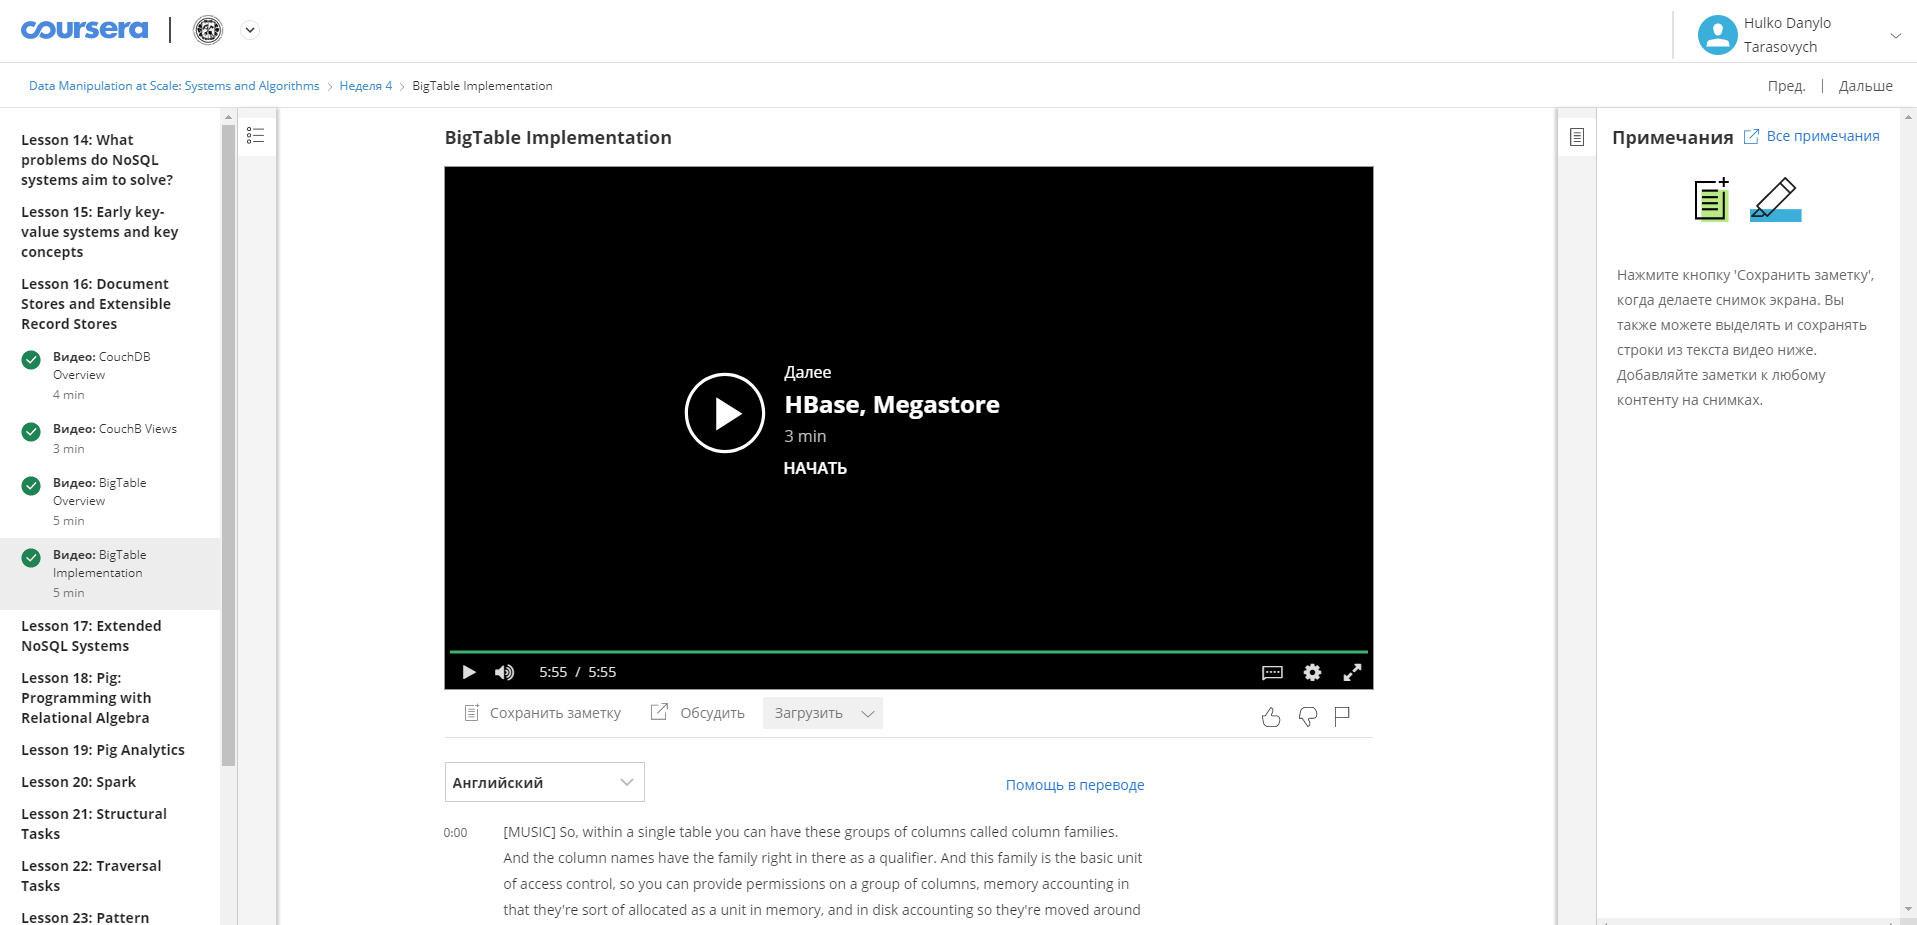 coursera
Hulko Danylo
Tarasovych
Data Manipulation at Scale: Systems and Algorithms
Неделя 4
BigTable Implementation
Пред.
Дальше
Lesson 14: What
problems do NoSQL
systems aim to solve?
Lesson 15: Early key-
value systems and key
concepts
Lesson 16: Document
Stores and Extensible
Record Stores
Видео: CouchDB
Overview
4 min
Видео: CouchB Views
3 min
Видео: BigTable
Overview
5 min
Видео: BigTable
Implementation
5 min
Lesson 17: Extended
NoSQL Systems
Lesson 18: Pig:
Programming with
Relational Algebra
Lesson 19: Pig Analytics
Lesson 20: Spark
Lesson 21: Structural
Tasks
Lesson 22: Traversal
Tasks
Lesson 23: Pattern
BigTable Implementation
Далее
HBase, Megastore
3 min
НАЧАТЬ
5:55 / 5:55
Сохранить заметку
Обсудить
Загрузить
Английский
Помощь в переводе
0:00
[MUSIC] So, within a single table you can have these groups of columns called column families.
And the column names have the family right in there as a qualifier. And this family is the basic unit
of access control, so you can provide permissions on a group of columns, memory accounting in
that they're sort of allocated as a unit in memory, and in disk accounting so they're moved around
Примечания
Все примечания
Нажмите кнопку 'Сохранить заметку',
когда делаете снимок экрана. Вы
также можете выделять и сохранять
строки из текста видео ниже.
Добавляйте заметки к любому
контенту на снимках.